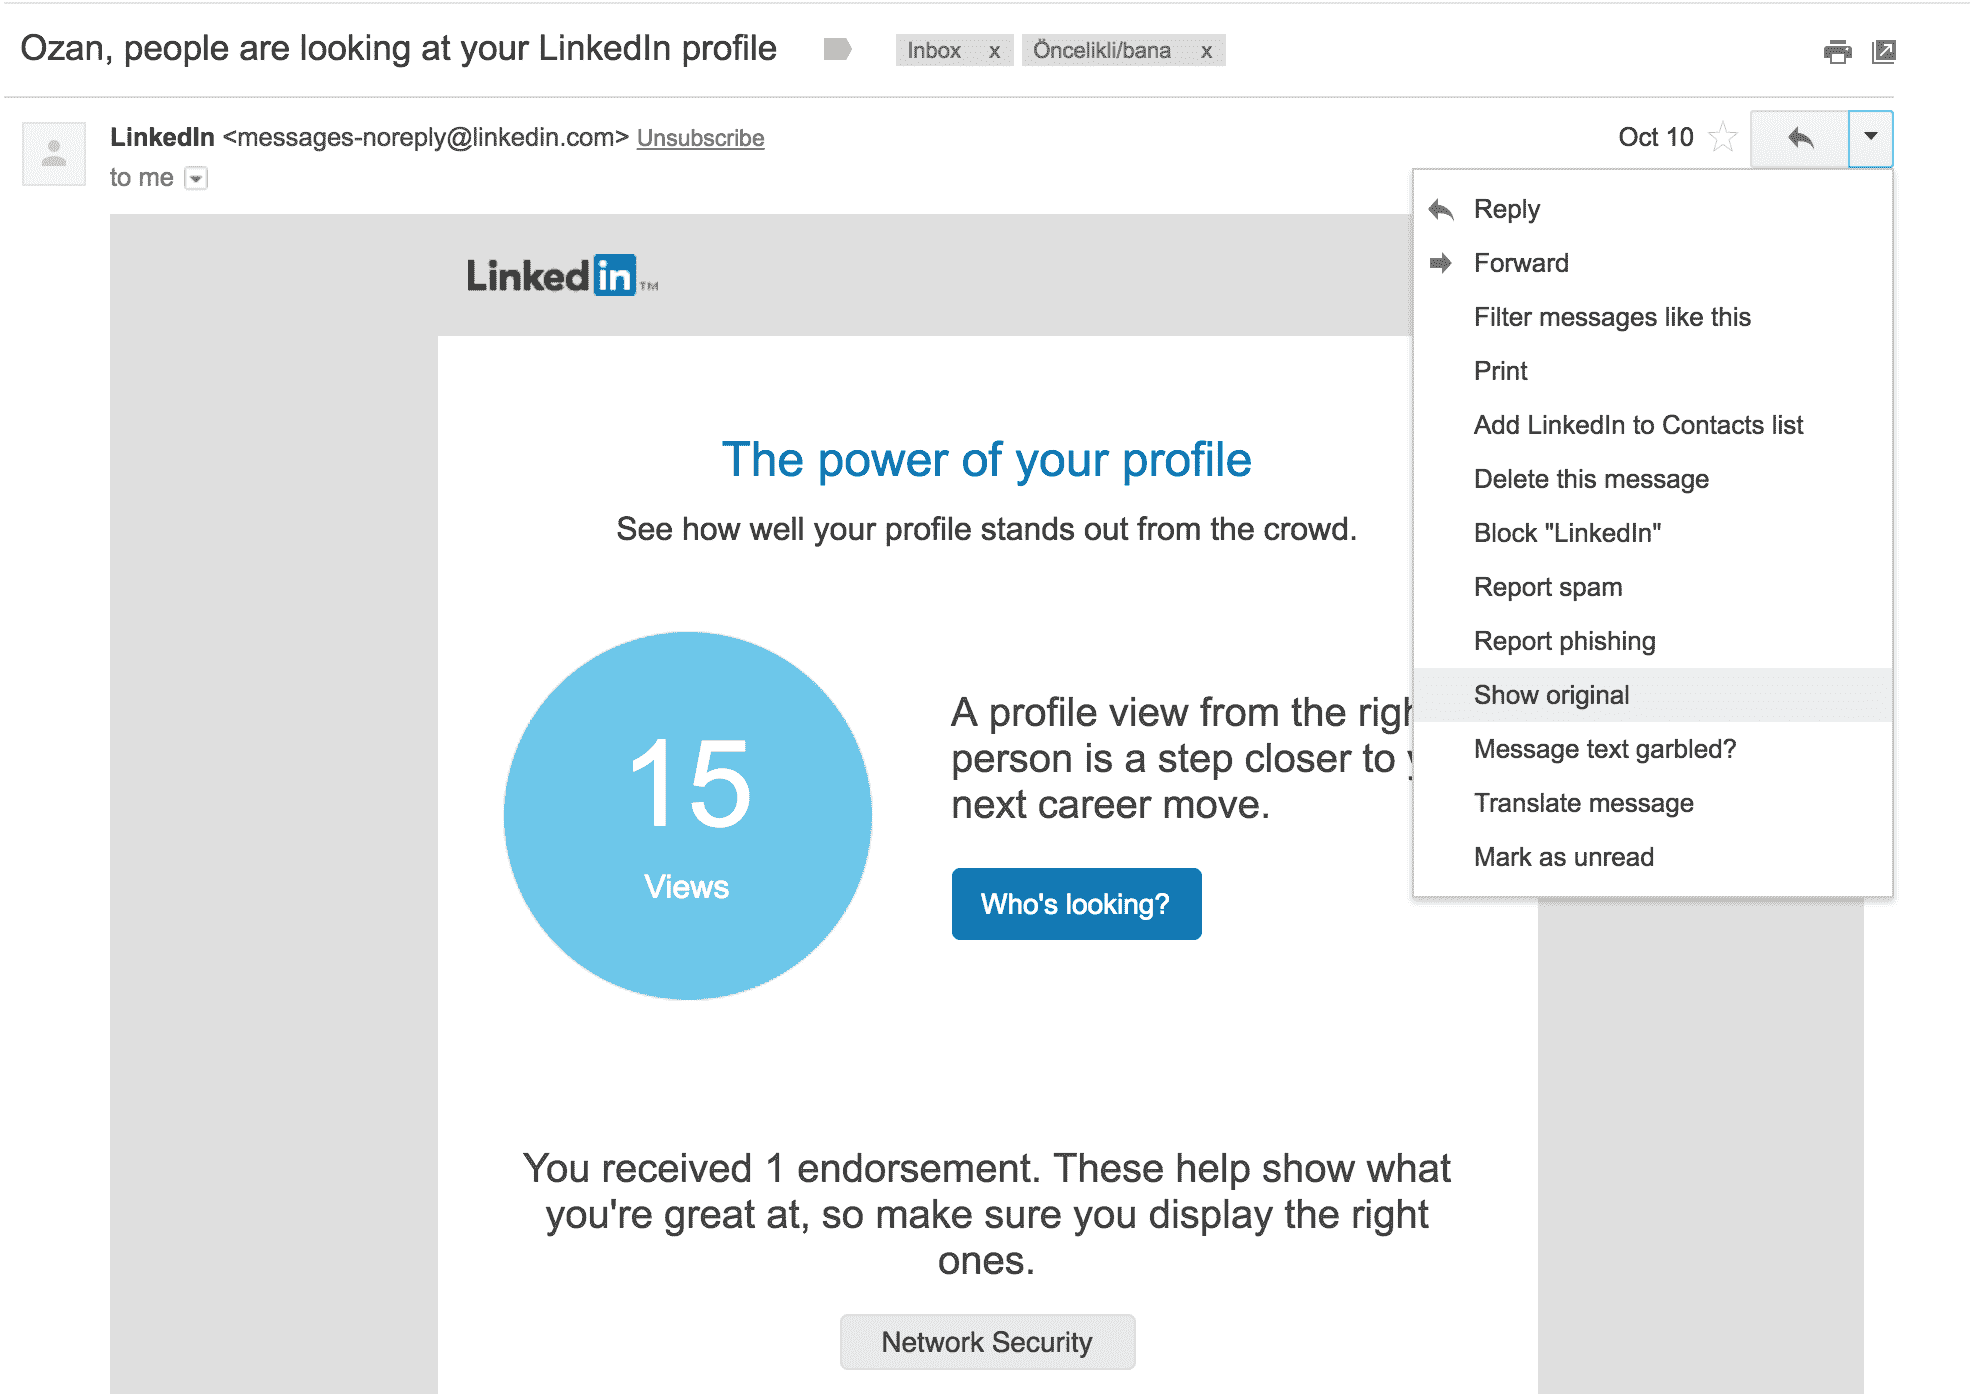 Ozan, people are looking at your LinkedIn profile
Inbox x
Öncelikli/bana x
LinkedIn <messages-noreply@linkedin.com> Unsubscribe
Oct 10
to me
Reply
Forward
Filter messages like this
Print
Add LinkedIn to Contacts list
Delete this message
Block "LinkedIn"
Report spam
Report phishing
Show original
Message text garbled?
Translate message
Mark as unread
Linked in™
The power of your profile
See how well your profile stands out from the crowd.
15
Views
A profile view from the
person is a step closer to
next career move.
Who's looking?
You received 1 endorsement. These help show what
you're great at, so make sure you display the right
ones.
Network Security